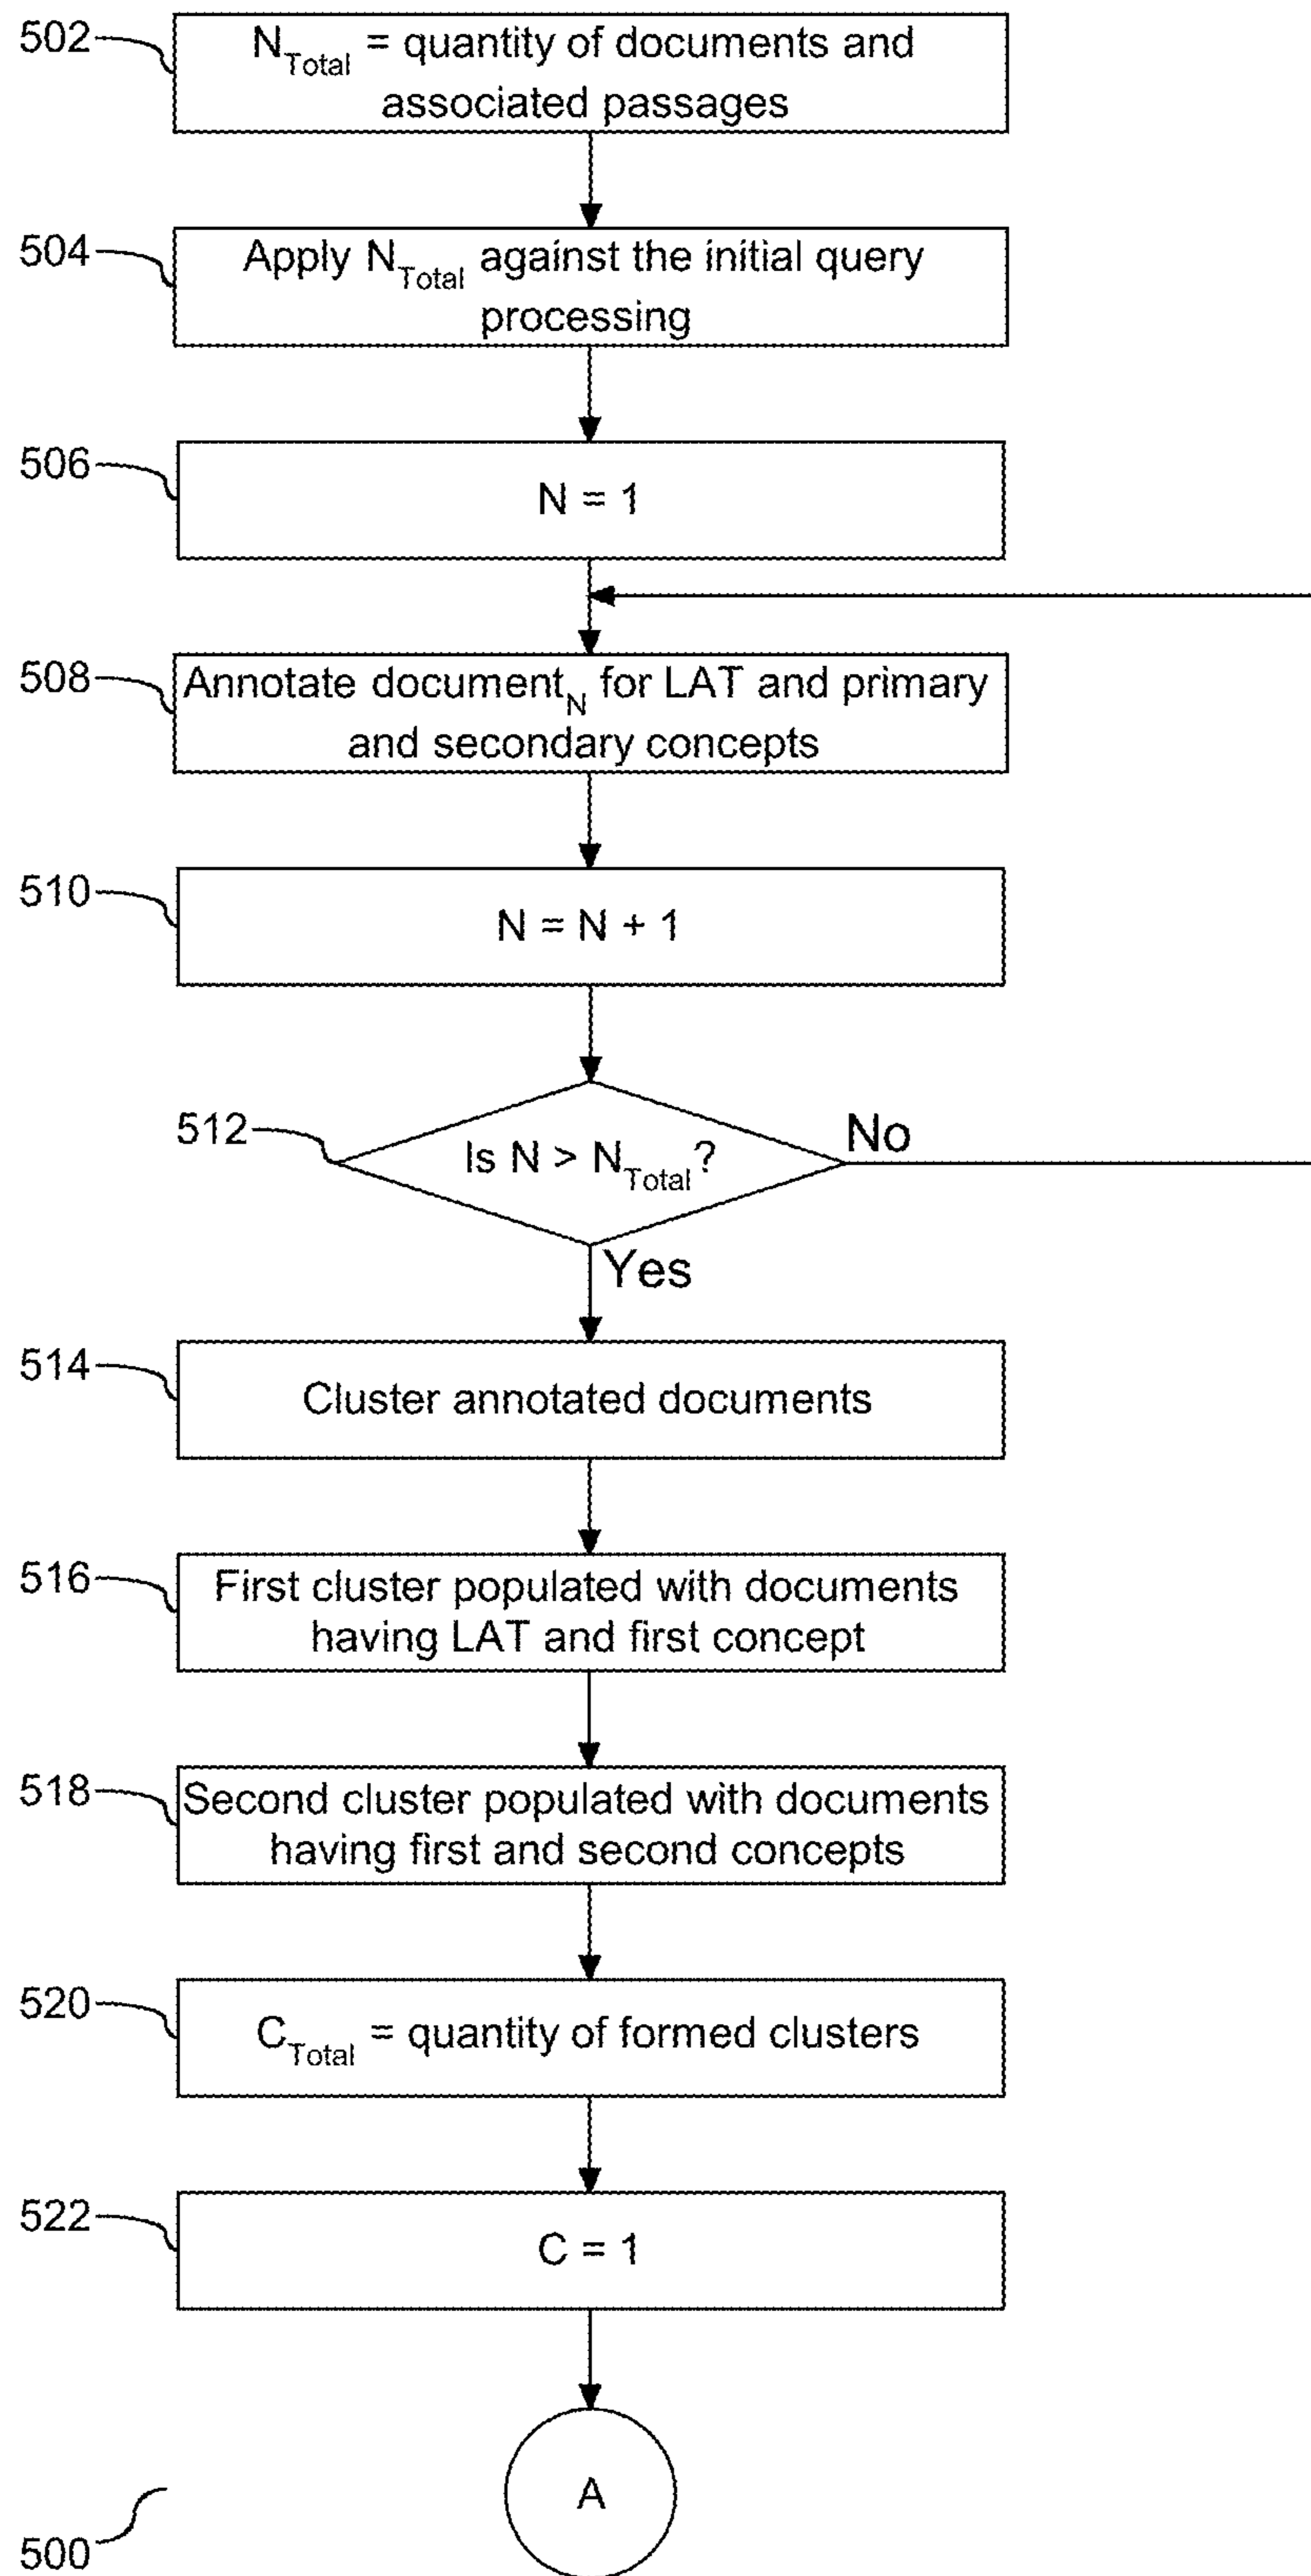 502
N_Total = quantity of documents and
associated passages
504
Apply N_Total against the initial query
processing
506
N = 1
508
Annotate document_N for LAT and primary
and secondary concepts
510
N = N + 1
512
Is N > N_Total?
No
Yes
514
Cluster annotated documents
516
First cluster populated with documents
having LAT and first concept
518
Second cluster populated with documents
having first and second concepts
520
C_Total = quantity of formed clusters
522
C = 1
A
500